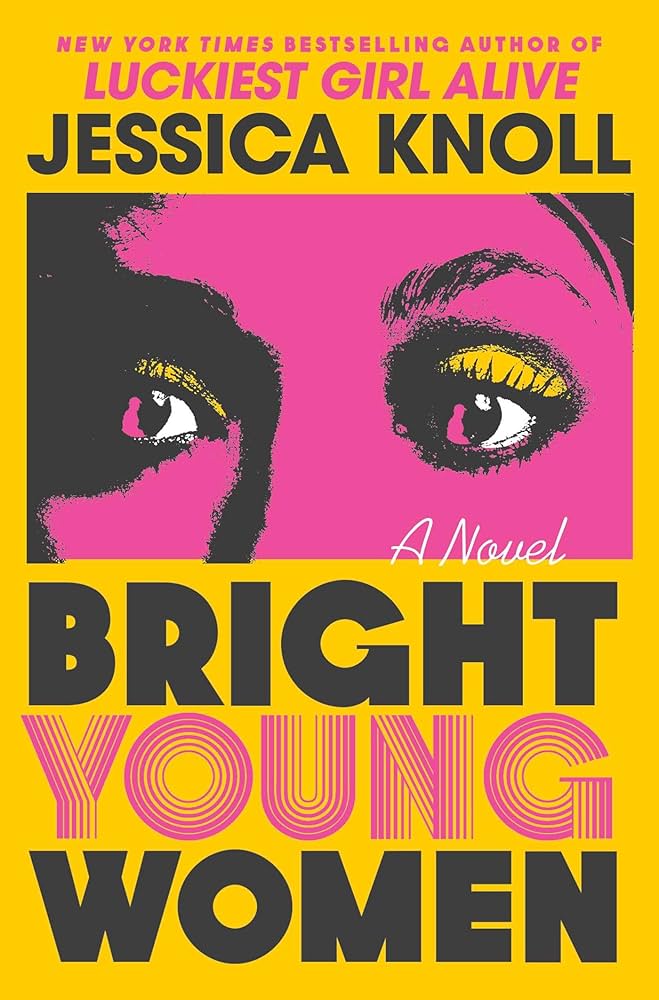 NEW YORK TIMES BESTSELLING AUTHOR OF
LUCKIEST GIRL ALIVE
JESSICA KNOLL
A Novel
BRIGHT
YOUNG
WOMEN